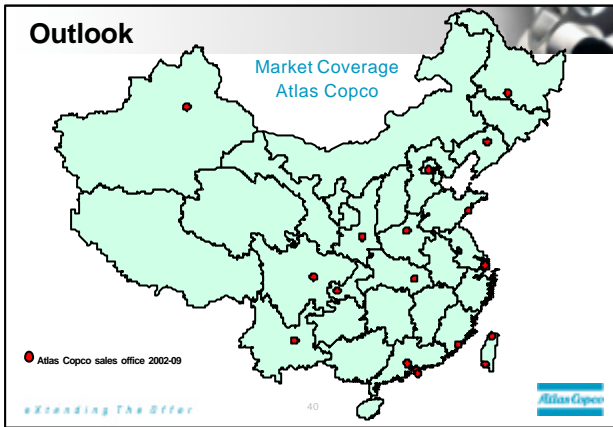 Outlook
Market Coverage
Atlas Copco
Atlas Copco sales office 2002-09
eXtending The Offer
40
Atlas Copco